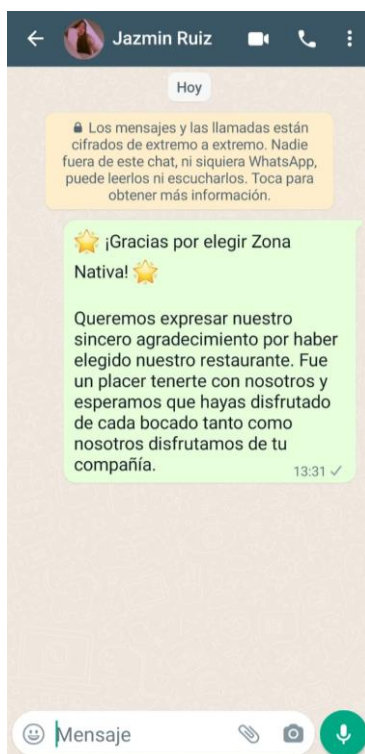 Jazmin Ruiz
Hoy
Los mensajes y las llamadas están
cifrados de extremo a extremo. Nadie
fuera de este chat, ni siquiera WhatsApp,
puede leerlos ni escucharlos. Toca para
obtener más información.
¡Gracias por elegir Zona
Nativa!
Queremos expresar nuestro
sincero agradecimiento por haber
elegido nuestro restaurante. Fue
un placer tenerte con nosotros y
esperamos que hayas disfrutado
de cada bocado tanto como
nosotros disfrutamos de tu
compañía.
13:31
Mensaje